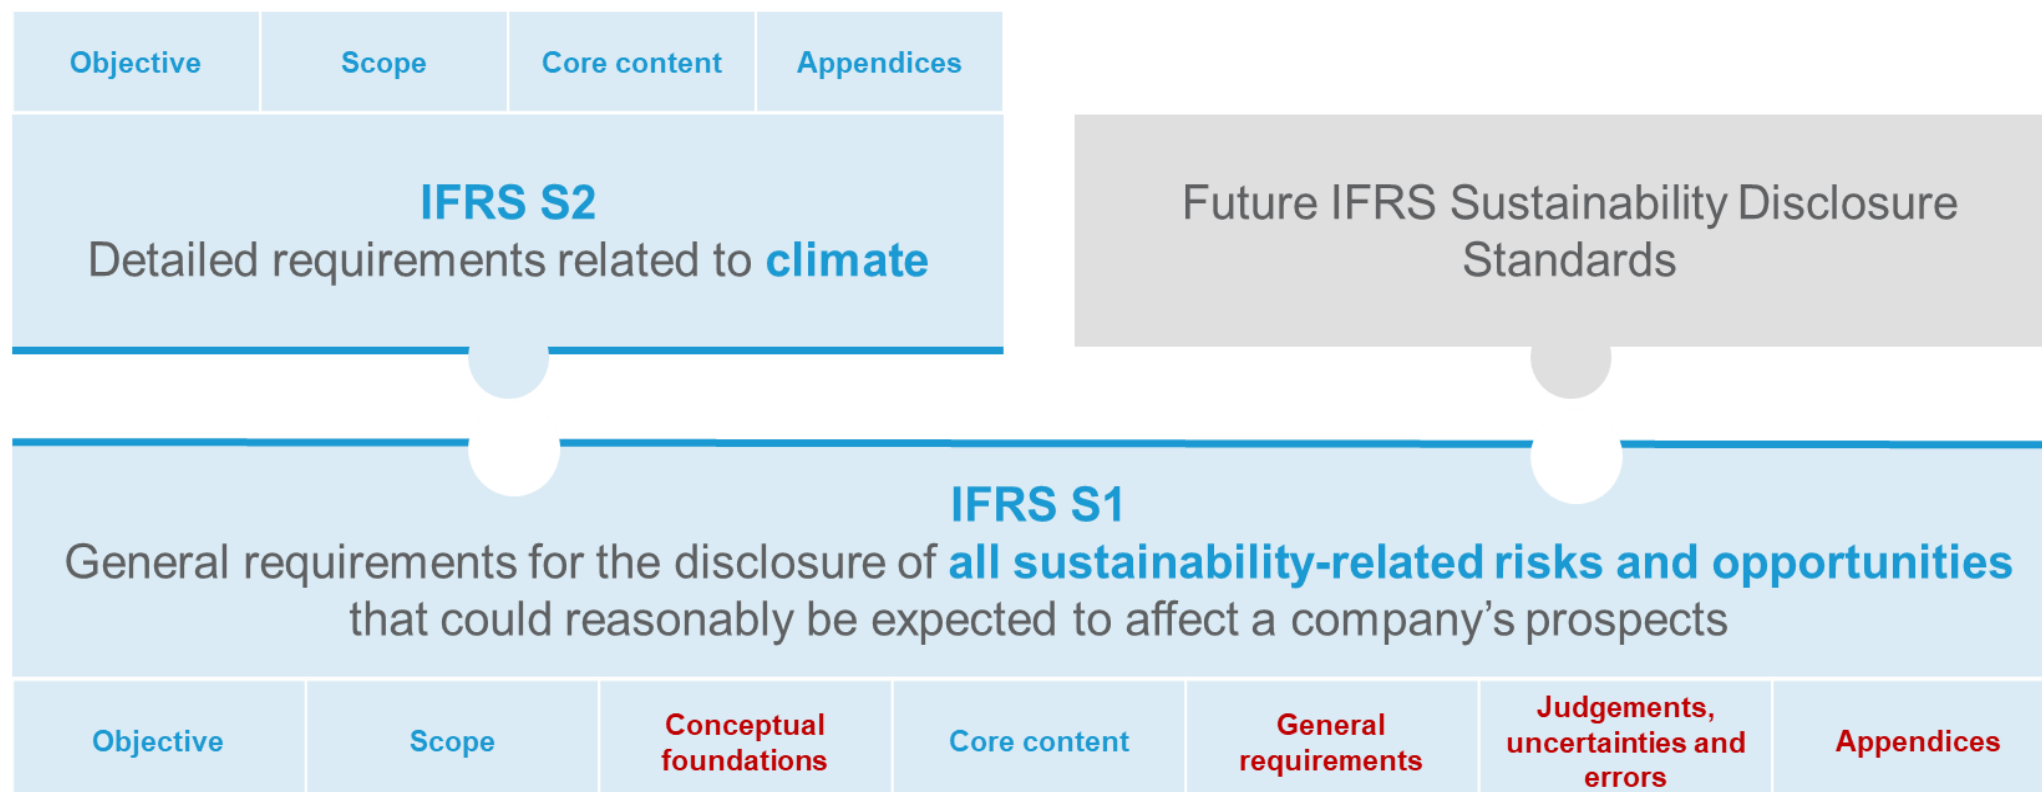 Objective
Scope
Core content
Appendices
IFRS S2
Detailed requirements related to climate
Future IFRS Sustainability Disclosure
Standards
IFRS S1
General requirements for the disclosure of all sustainability-related risks and opportunities
that could reasonably be expected to affect a company’s prospects
Objective
Scope
Conceptual
foundations
Core content
General
requirements
Judgements,
uncertainties and
errors
Appendices